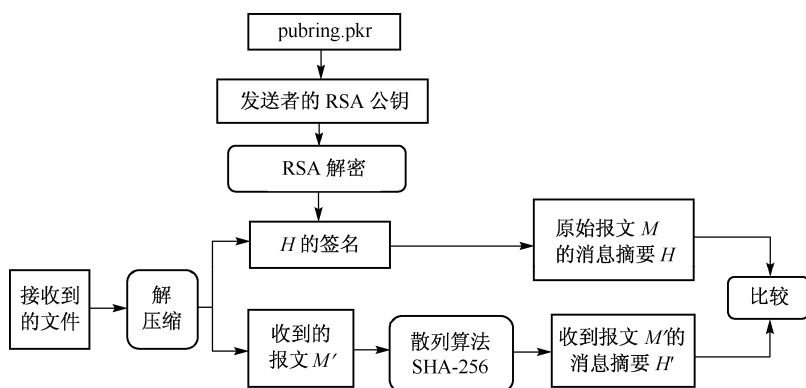 pubring.pkr
发送者的 RSA 公钥
RSA 解密
H 的签名
原始报文 M
的消息摘要 H
接收到
的文件
解
压缩
比较
收到的
报文 M′
散列算法
SHA-256
收到报文 M′的
消息摘要 H′